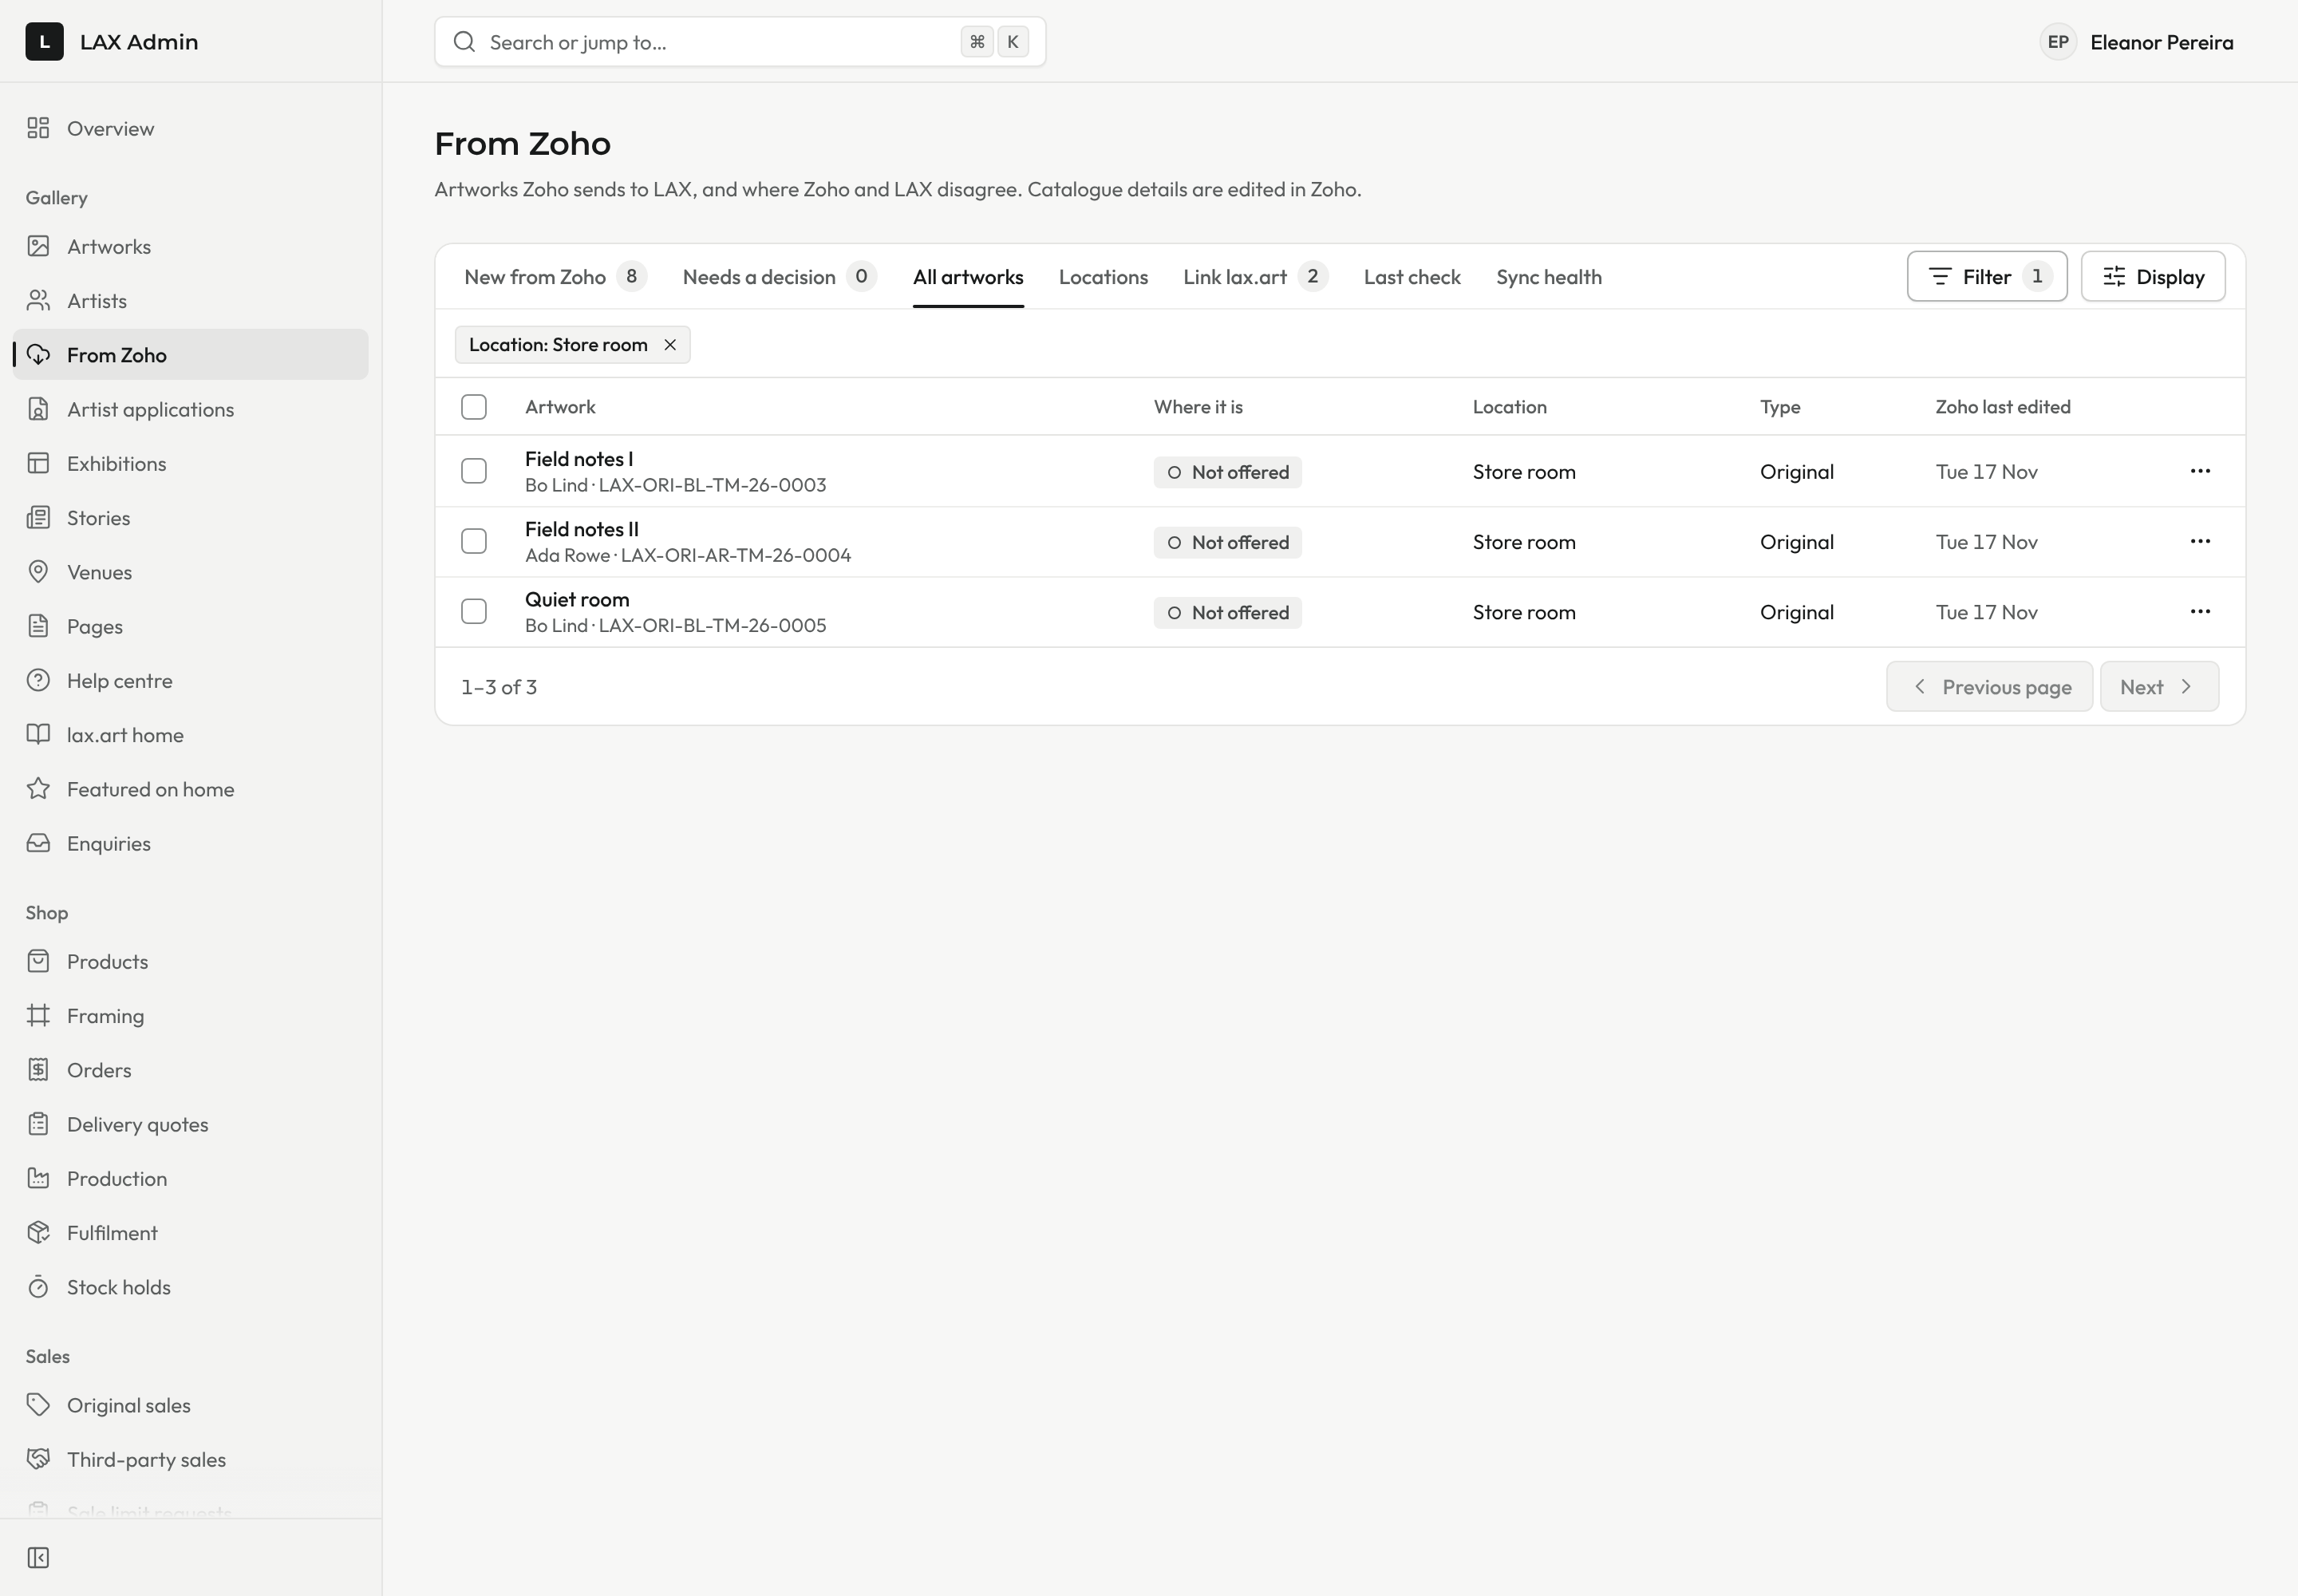 L LAX Admin
Search or jump to...
⌘ K
EP Eleanor Pereira
Overview
Gallery
Artworks
Artists
From Zoho
Artist applications
Exhibitions
Stories
Venues
Pages
Help centre
lax.art home
Featured on home
Enquiries
Shop
Products
Framing
Orders
Delivery quotes
Production
Fulfilment
Stock holds
Sales
Original sales
Third-party sales
Sale limit requests
From Zoho
Artworks Zoho sends to LAX, and where Zoho and LAX disagree. Catalogue details are edited in Zoho.
New from Zoho 8 Needs a decision 0 All artworks Locations Link lax.art 2 Last check Sync health Filter 1 Display
Location: Store room
Artwork Where it is Location Type Zoho last edited
Field notes I
Bo Lind · LAX-ORI-BL-TM-26-0003
Not offered Store room Original Tue 17 Nov
Field notes II
Ada Rowe · LAX-ORI-AR-TM-26-0004
Not offered Store room Original Tue 17 Nov
Quiet room
Bo Lind · LAX-ORI-BL-TM-26-0005
Not offered Store room Original Tue 17 Nov
1–3 of 3
Previous page Next